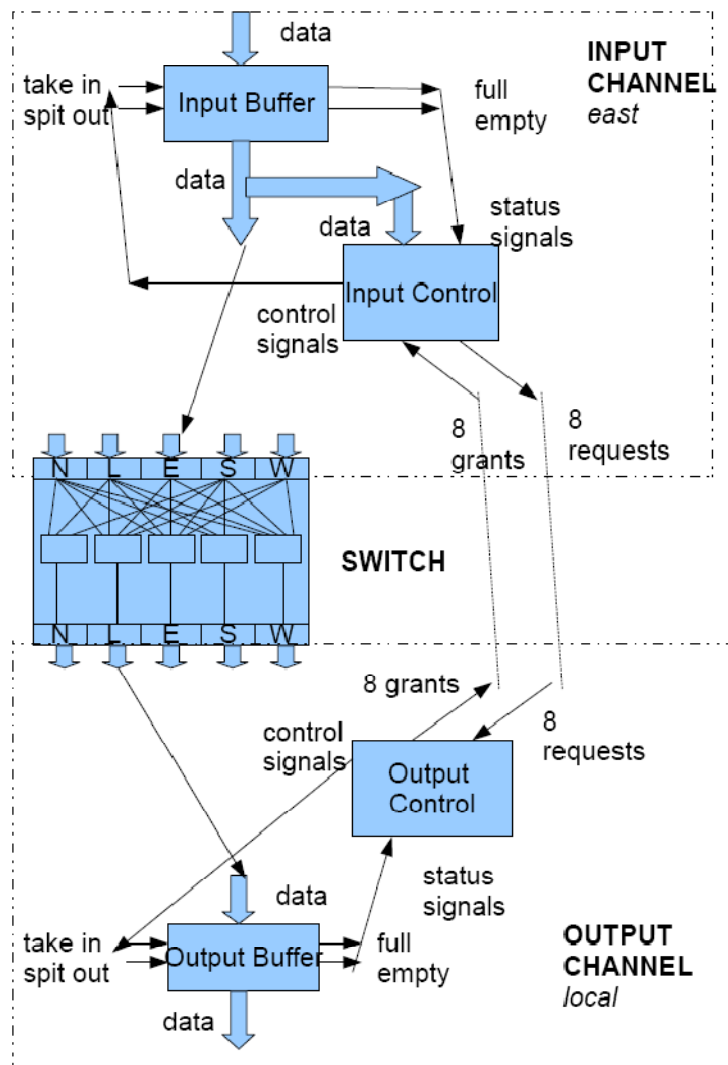 data
INPUT
CHANNEL
east
take in
spit out
Input Buffer
full
empty
data
data
status
signals
Input Control
control
signals
8
grants
8
requests
N L E S W
SWITCH
N L E S W
8 grants
8
requests
control
signals
Output
Control
data
status
signals
take in
spit out
Output Buffer
full
empty
OUTPUT
CHANNEL
local
data